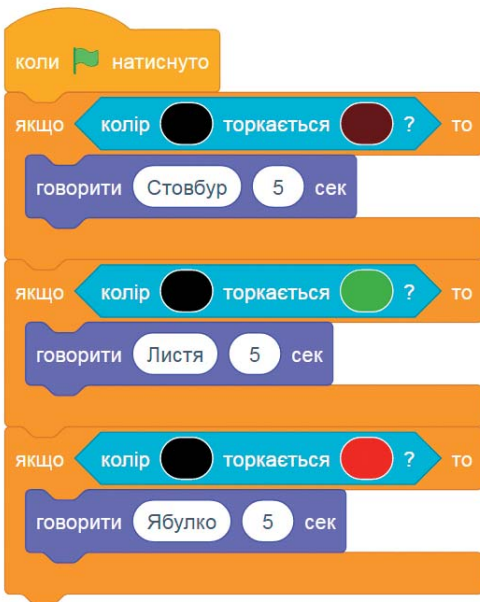 коли натиснуто
якщо колір торкається ? то
говорити Стовбур 5 сек
якщо колір торкається ? то
говорити Листя 5 сек
якщо колір торкається ? то
говорити Ябулко 5 сек